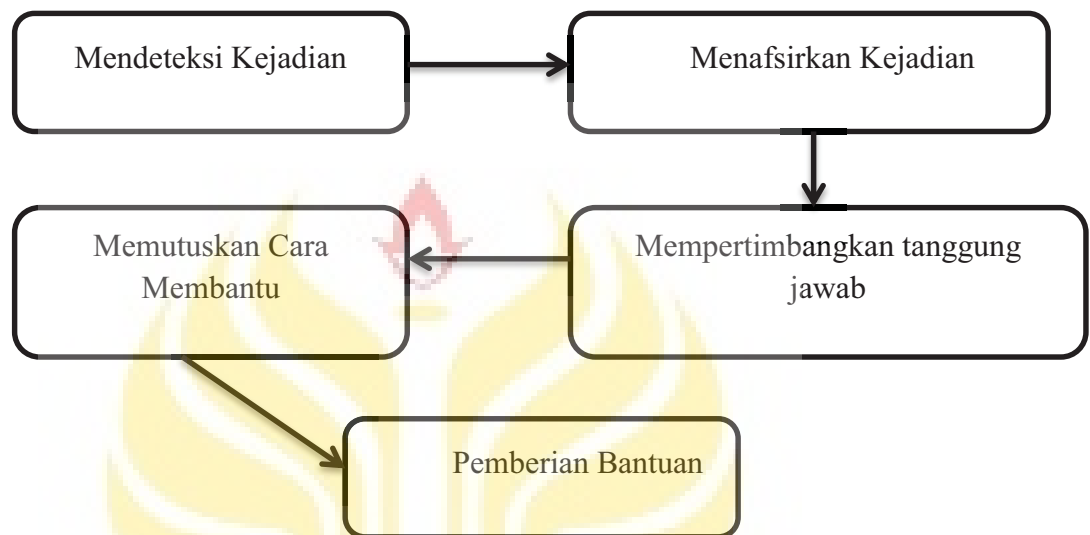 Mendeteksi Kejadian
Menafsirkan Kejadian
Mempertimbangkan tanggung
jawab
Memutuskan Cara
Membantu
Pemberian Bantuan